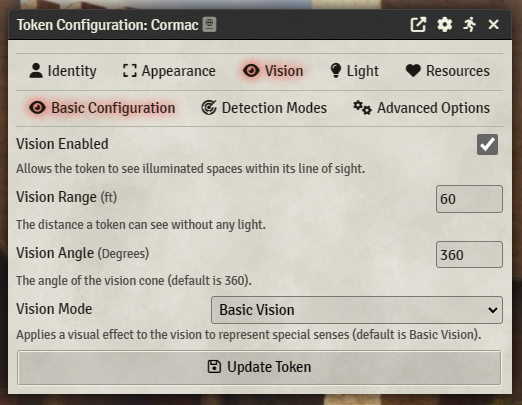 Token Configuration: Cormac
Identity Appearance Vision Light Resources
Basic Configuration Detection Modes Advanced Options
Vision Enabled
Allows the token to see illuminated spaces within its line of sight.
Vision Range (ft) 60
The distance a token can see without any light.
Vision Angle (Degrees) 360
The angle of the vision cone (default is 360).
Vision Mode Basic Vision
Applies a visual effect to the vision to represent special senses (default is Basic Vision).
Update Token